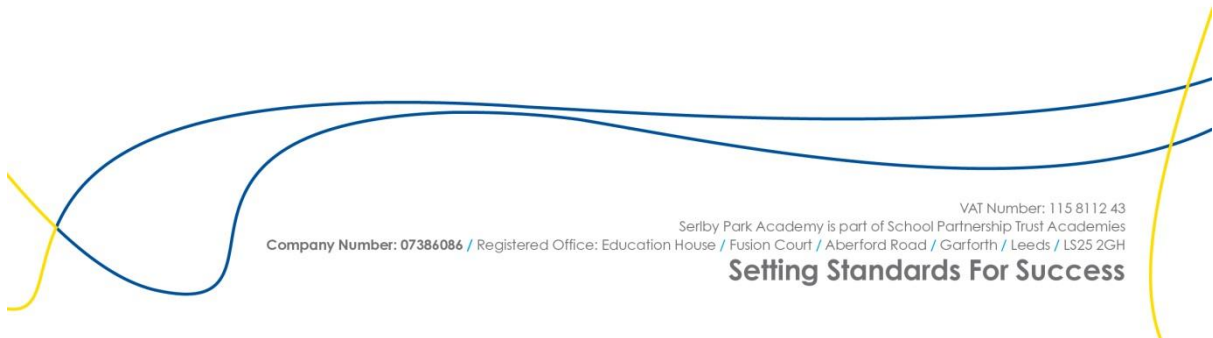 VAT Number: 115 8112 43
Serlby Park Academy is part of School Partnership Trust Academies
Company Number: 07386086 / Registered Office: Education House / Fusion Court / Aberford Road / Garforth / Leeds / LS25 2GH
Setting Standards For Success